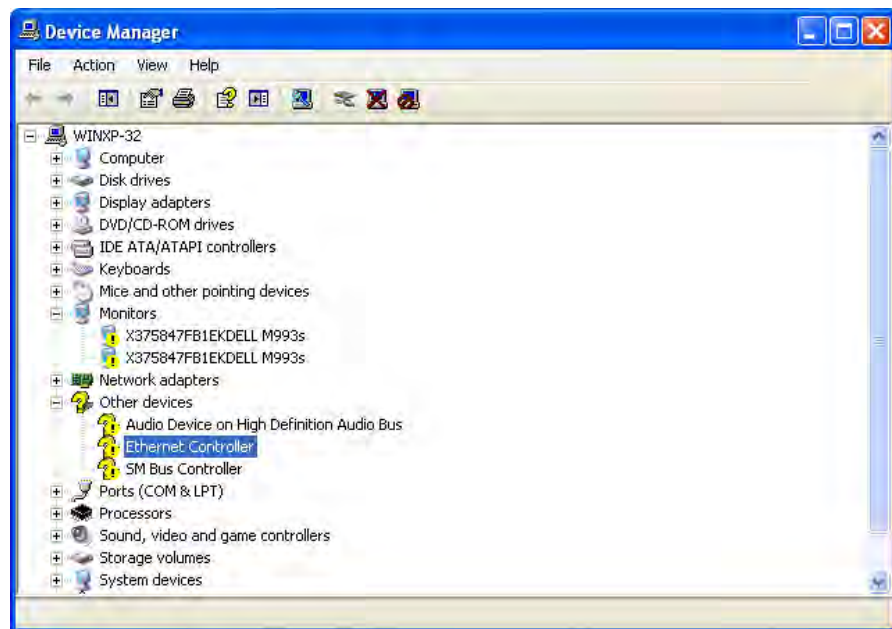 Device Manager
File Action View Help
WINXP-32
Computer
Disk drives
Display adapters
DVD/CD-ROM drives
IDE ATA/ATAPI controllers
Keyboards
Mice and other pointing devices
Monitors
X375847FB1EKDELL M993s
X375847FB1EKDELL M993s
Network adapters
Other devices
Audio Device on High Definition Audio Bus
Ethernet Controller
SM Bus Controller
Ports (COM & LPT)
Processors
Sound, video and game controllers
Storage volumes
System devices